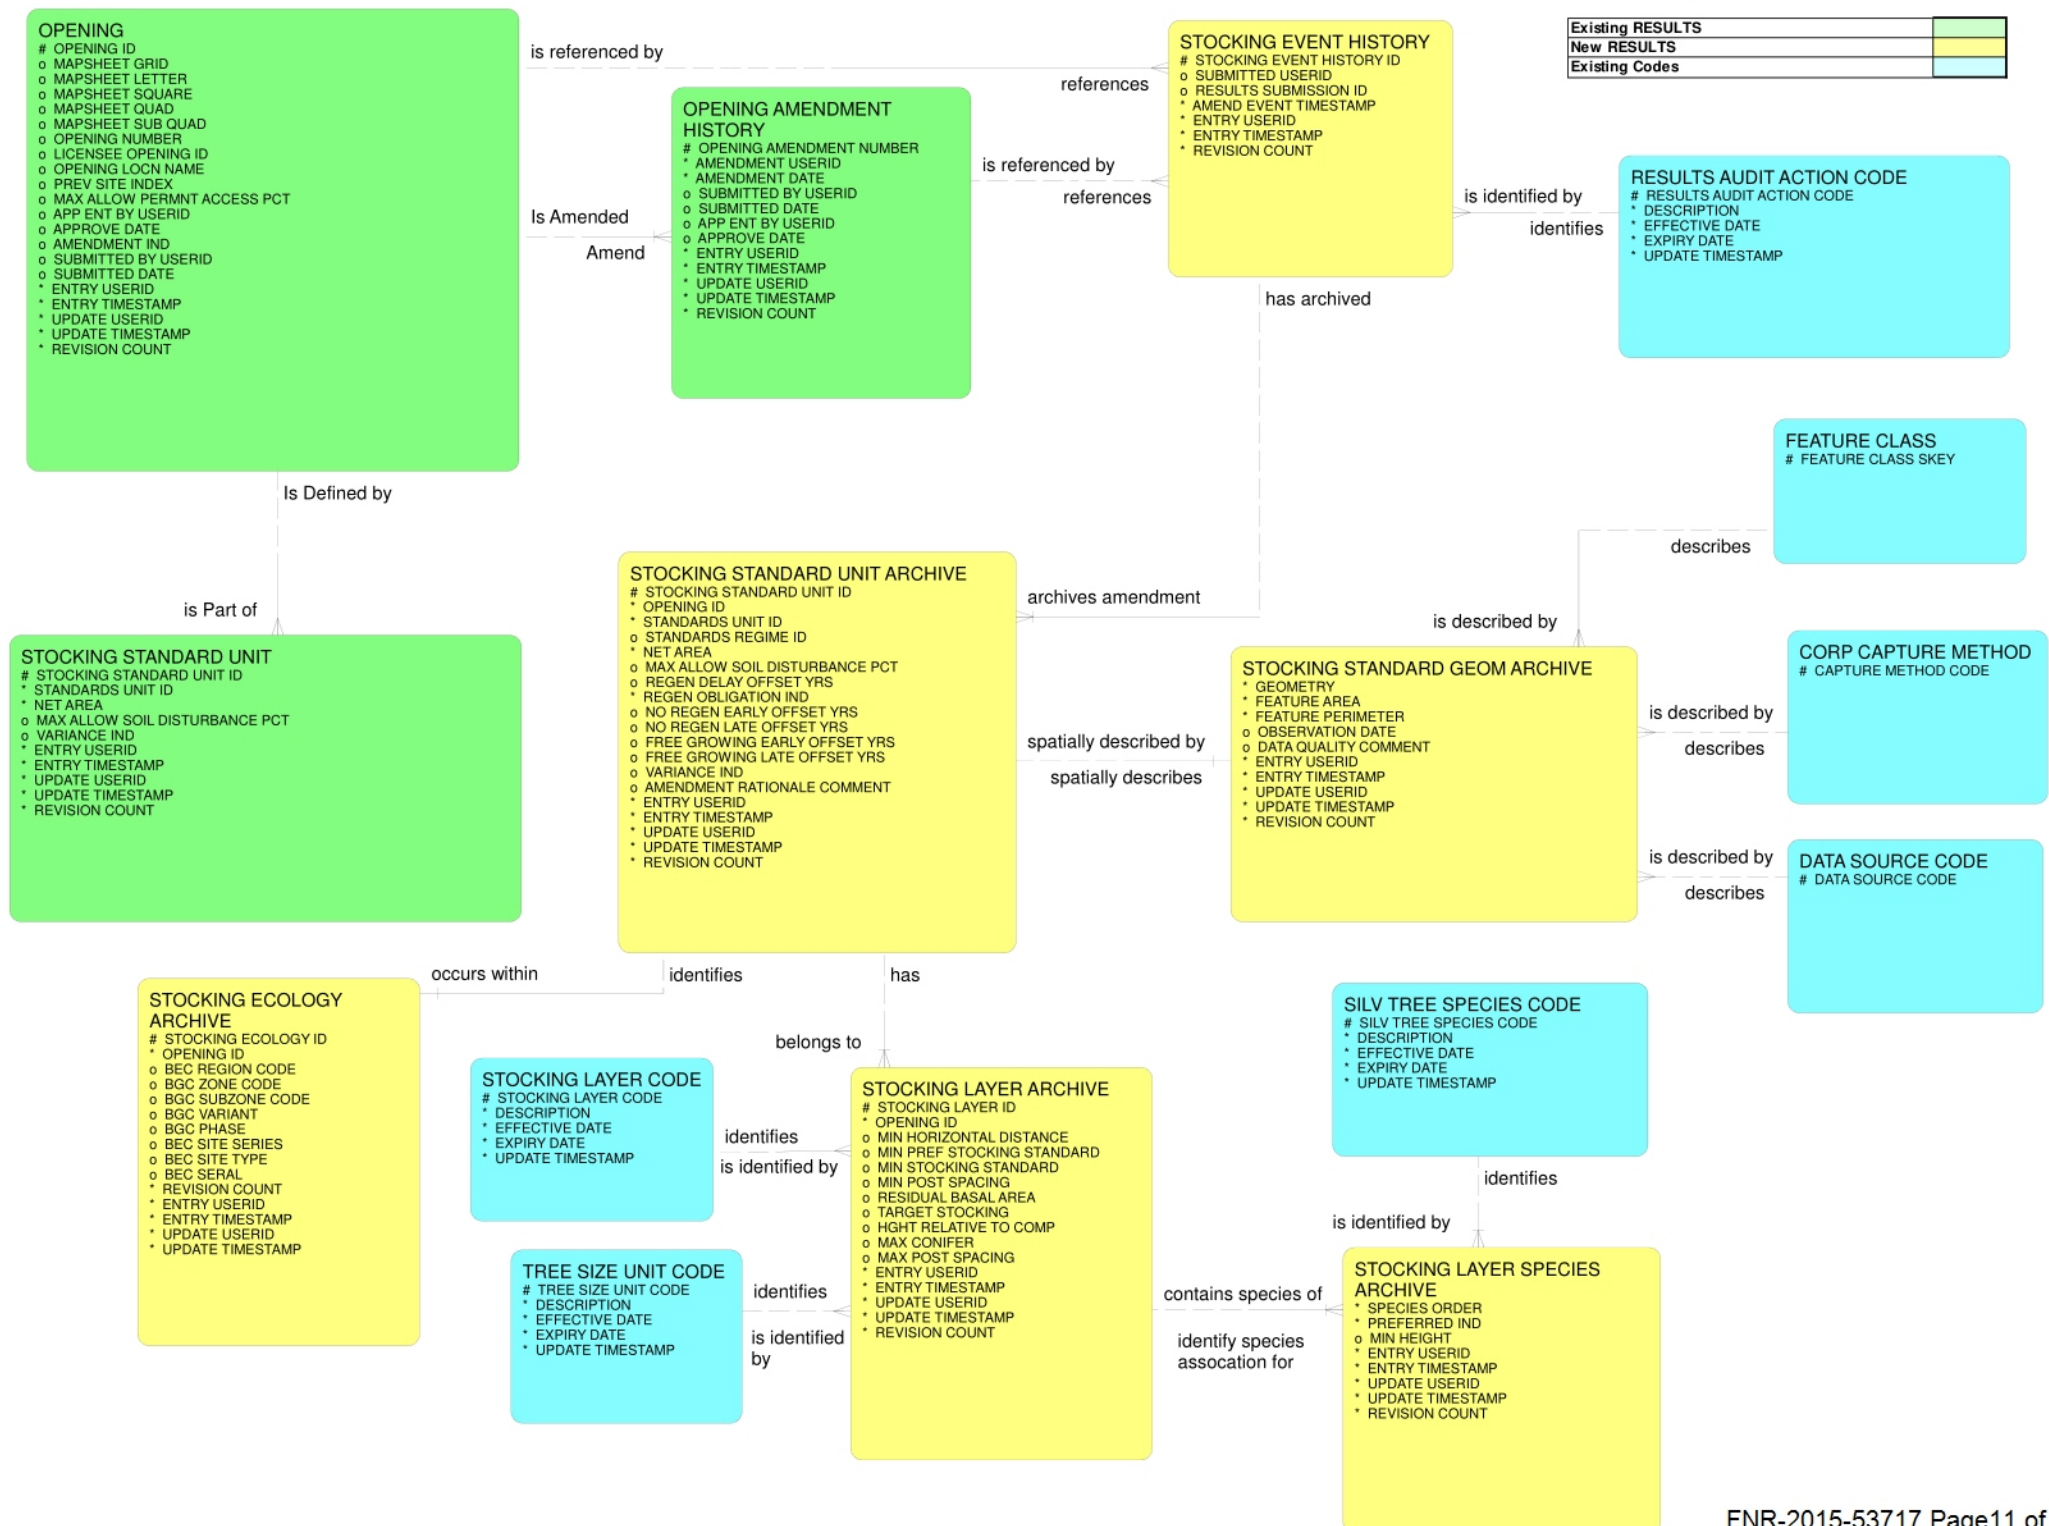 OPENING
# OPENING ID
o MAPSHEET GRID
o MAPSHEET LETTER
o MAPSHEET SQUARE
o MAPSHEET QUAD
o MAPSHEET SUB QUAD
o OPENING NUMBER
o LICENSEE OPENING ID
o OPENING LOCN NAME
o PREV SITE INDEX
o MAX ALLOW PERMNT ACCESS PCT
o APP ENT BY USERID
o APPROVE DATE
o AMENDMENT IND
o SUBMITTED BY USERID
o SUBMITTED DATE
* ENTRY USERID
* ENTRY TIMESTAMP
* UPDATE USERID
* UPDATE TIMESTAMP
* REVISION COUNT
is referenced by
references
Is Amended
Amend
OPENING AMENDMENT
HISTORY
# OPENING AMENDMENT NUMBER
* AMENDMENT USERID
* AMENDMENT DATE
o SUBMITTED BY USERID
o SUBMITTED DATE
o APP ENT BY USERID
o APPROVE DATE
* ENTRY USERID
* ENTRY TIMESTAMP
* UPDATE USERID
* UPDATE TIMESTAMP
* REVISION COUNT
is referenced by
references
STOCKING EVENT HISTORY
# STOCKING EVENT HISTORY ID
o SUBMITTED USERID
o RESULTS SUBMISSION ID
* AMEND EVENT TIMESTAMP
* ENTRY USERID
* ENTRY TIMESTAMP
* REVISION COUNT
Existing RESULTS
New RESULTS
Existing Codes
is identified by
identifies
RESULTS AUDIT ACTION CODE
# RESULTS AUDIT ACTION CODE
* DESCRIPTION
* EFFECTIVE DATE
* EXPIRY DATE
* UPDATE TIMESTAMP
has archived
archives amendment
Is Defined by
is Part of
STOCKING STANDARD UNIT
# STOCKING STANDARD UNIT ID
* STANDARDS UNIT ID
* NET AREA
o MAX ALLOW SOIL DISTURBANCE PCT
o VARIANCE IND
* ENTRY USERID
* ENTRY TIMESTAMP
* UPDATE USERID
* UPDATE TIMESTAMP
* REVISION COUNT
STOCKING STANDARD UNIT ARCHIVE
# STOCKING STANDARD UNIT ID
* OPENING ID
* STANDARDS UNIT ID
o STANDARDS REGIME ID
* NET AREA
o MAX ALLOW SOIL DISTURBANCE PCT
o REGEN DELAY OFFSET YRS
* REGEN OBLIGATION IND
o NO REGEN EARLY OFFSET YRS
o NO REGEN LATE OFFSET YRS
o FREE GROWING EARLY OFFSET YRS
o FREE GROWING LATE OFFSET YRS
o VARIANCE IND
o AMENDMENT RATIONALE COMMENT
* ENTRY USERID
* ENTRY TIMESTAMP
* UPDATE USERID
* UPDATE TIMESTAMP
* REVISION COUNT
spatially described by
spatially describes
FEATURE CLASS
# FEATURE CLASS SKEY
describes
is described by
STOCKING STANDARD GEOM ARCHIVE
* GEOMETRY
* FEATURE AREA
* FEATURE PERIMETER
o OBSERVATION DATE
o DATA QUALITY COMMENT
* ENTRY USERID
* ENTRY TIMESTAMP
* UPDATE USERID
* UPDATE TIMESTAMP
* REVISION COUNT
is described by
describes
CORP CAPTURE METHOD
# CAPTURE METHOD CODE
is described by
describes
DATA SOURCE CODE
# DATA SOURCE CODE
occurs within
identifies
has
belongs to
STOCKING ECOLOGY
ARCHIVE
# STOCKING ECOLOGY ID
* OPENING ID
o BEC REGION CODE
o BGC ZONE CODE
o BGC SUBZONE CODE
o BGC VARIANT
o BGC PHASE
o BEC SITE SERIES
o BEC SITE TYPE
o BEC SERAL
* REVISION COUNT
* ENTRY USERID
* ENTRY TIMESTAMP
* UPDATE USERID
* UPDATE TIMESTAMP
STOCKING LAYER CODE
# STOCKING LAYER CODE
* DESCRIPTION
* EFFECTIVE DATE
* EXPIRY DATE
* UPDATE TIMESTAMP
identifies
is identified by
TREE SIZE UNIT CODE
# TREE SIZE UNIT CODE
* DESCRIPTION
* EFFECTIVE DATE
* EXPIRY DATE
* UPDATE TIMESTAMP
identifies
is identified
by
STOCKING LAYER ARCHIVE
# STOCKING LAYER ID
* OPENING ID
o MIN HORIZONTAL DISTANCE
o MIN PREF STOCKING STANDARD
o MIN STOCKING STANDARD
o MIN POST SPACING
o RESIDUAL BASAL AREA
o TARGET STOCKING
o HGHT RELATIVE TO COMP
o MAX CONIFER
o MAX POST SPACING
* ENTRY USERID
* ENTRY TIMESTAMP
* UPDATE USERID
* UPDATE TIMESTAMP
* REVISION COUNT
contains species of
identify species
assocation for
SILV TREE SPECIES CODE
# SILV TREE SPECIES CODE
* DESCRIPTION
* EFFECTIVE DATE
* EXPIRY DATE
* UPDATE TIMESTAMP
identifies
is identified by
STOCKING LAYER SPECIES
ARCHIVE
* SPECIES ORDER
* PREFERRED IND
o MIN HEIGHT
* ENTRY USERID
* ENTRY TIMESTAMP
* UPDATE USERID
* UPDATE TIMESTAMP
* REVISION COUNT
FNR-2015-53717 Page11 of